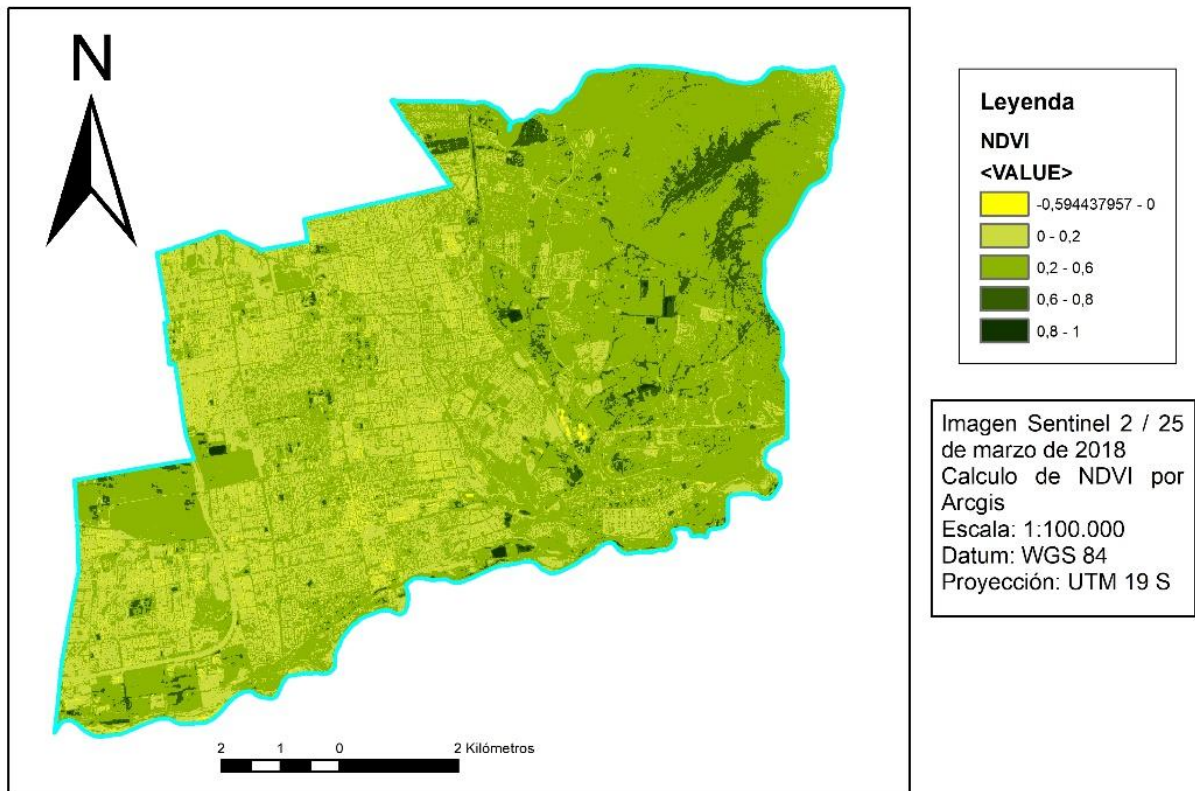 N
Leyenda
NDVI
<VALUE>
-0,594437957 - 0
0 - 0,2
0,2 - 0,6
0,6 - 0,8
0,8 - 1
Imagen Sentinel 2 / 25
de marzo de 2018
Calculo de NDVI por
Arcgis
Escala: 1:100.000
Datum: WGS 84
Proyección: UTM 19 S
2 1 0 2 Kilómetros